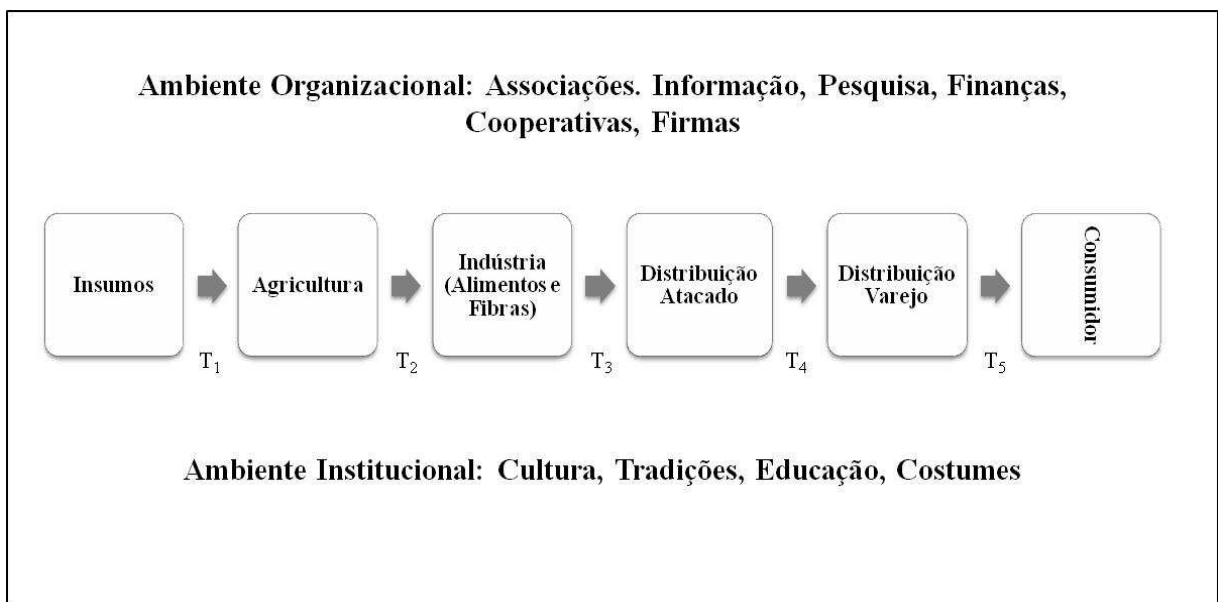 Ambiente Organizacional: Associações. Informação, Pesquisa, Finanças,
Cooperativas, Firmas
Insumos
Agricultura
Indústria
(Alimentos e
Fibras)
Distribuição
Atacado
Distribuição
Varejo
Consumidor
T₁
T₂
T₃
T₄
T₅
Ambiente Institucional: Cultura, Tradições, Educação, Costumes